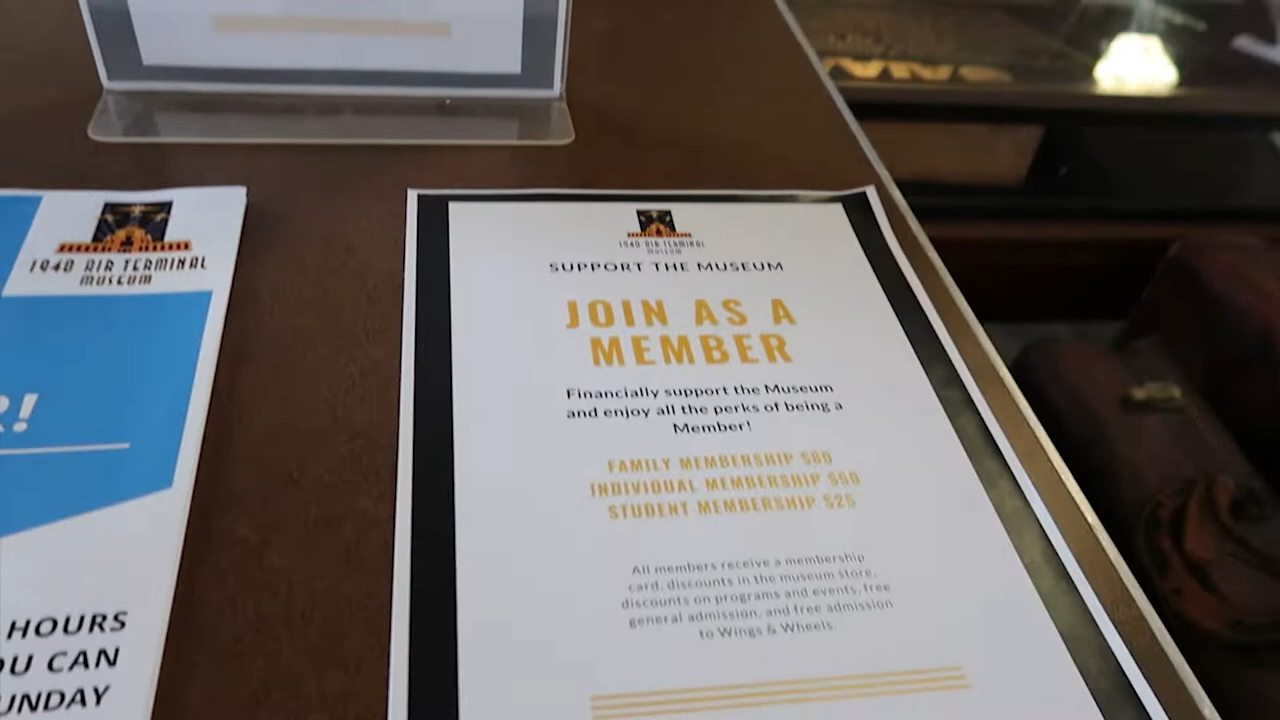 1940 AIR TERMINAL
MUSEUM
R!
HOURS
OU CAN
UNDAY
1940 AIR TERMINAL
MUSEUM
SUPPORT THE MUSEUM
JOIN AS A
MEMBER
Financially support the Museum
and enjoy all the perks of being a
Member!
FAMILY MEMBERSHIP $80
INDIVIDUAL MEMBERSHIP $50
STUDENT MEMBERSHIP $25
All members receive a membership
card, discounts in the museum store,
discounts on programs and events, free
general admission, and free admission
to Wings & Wheels.